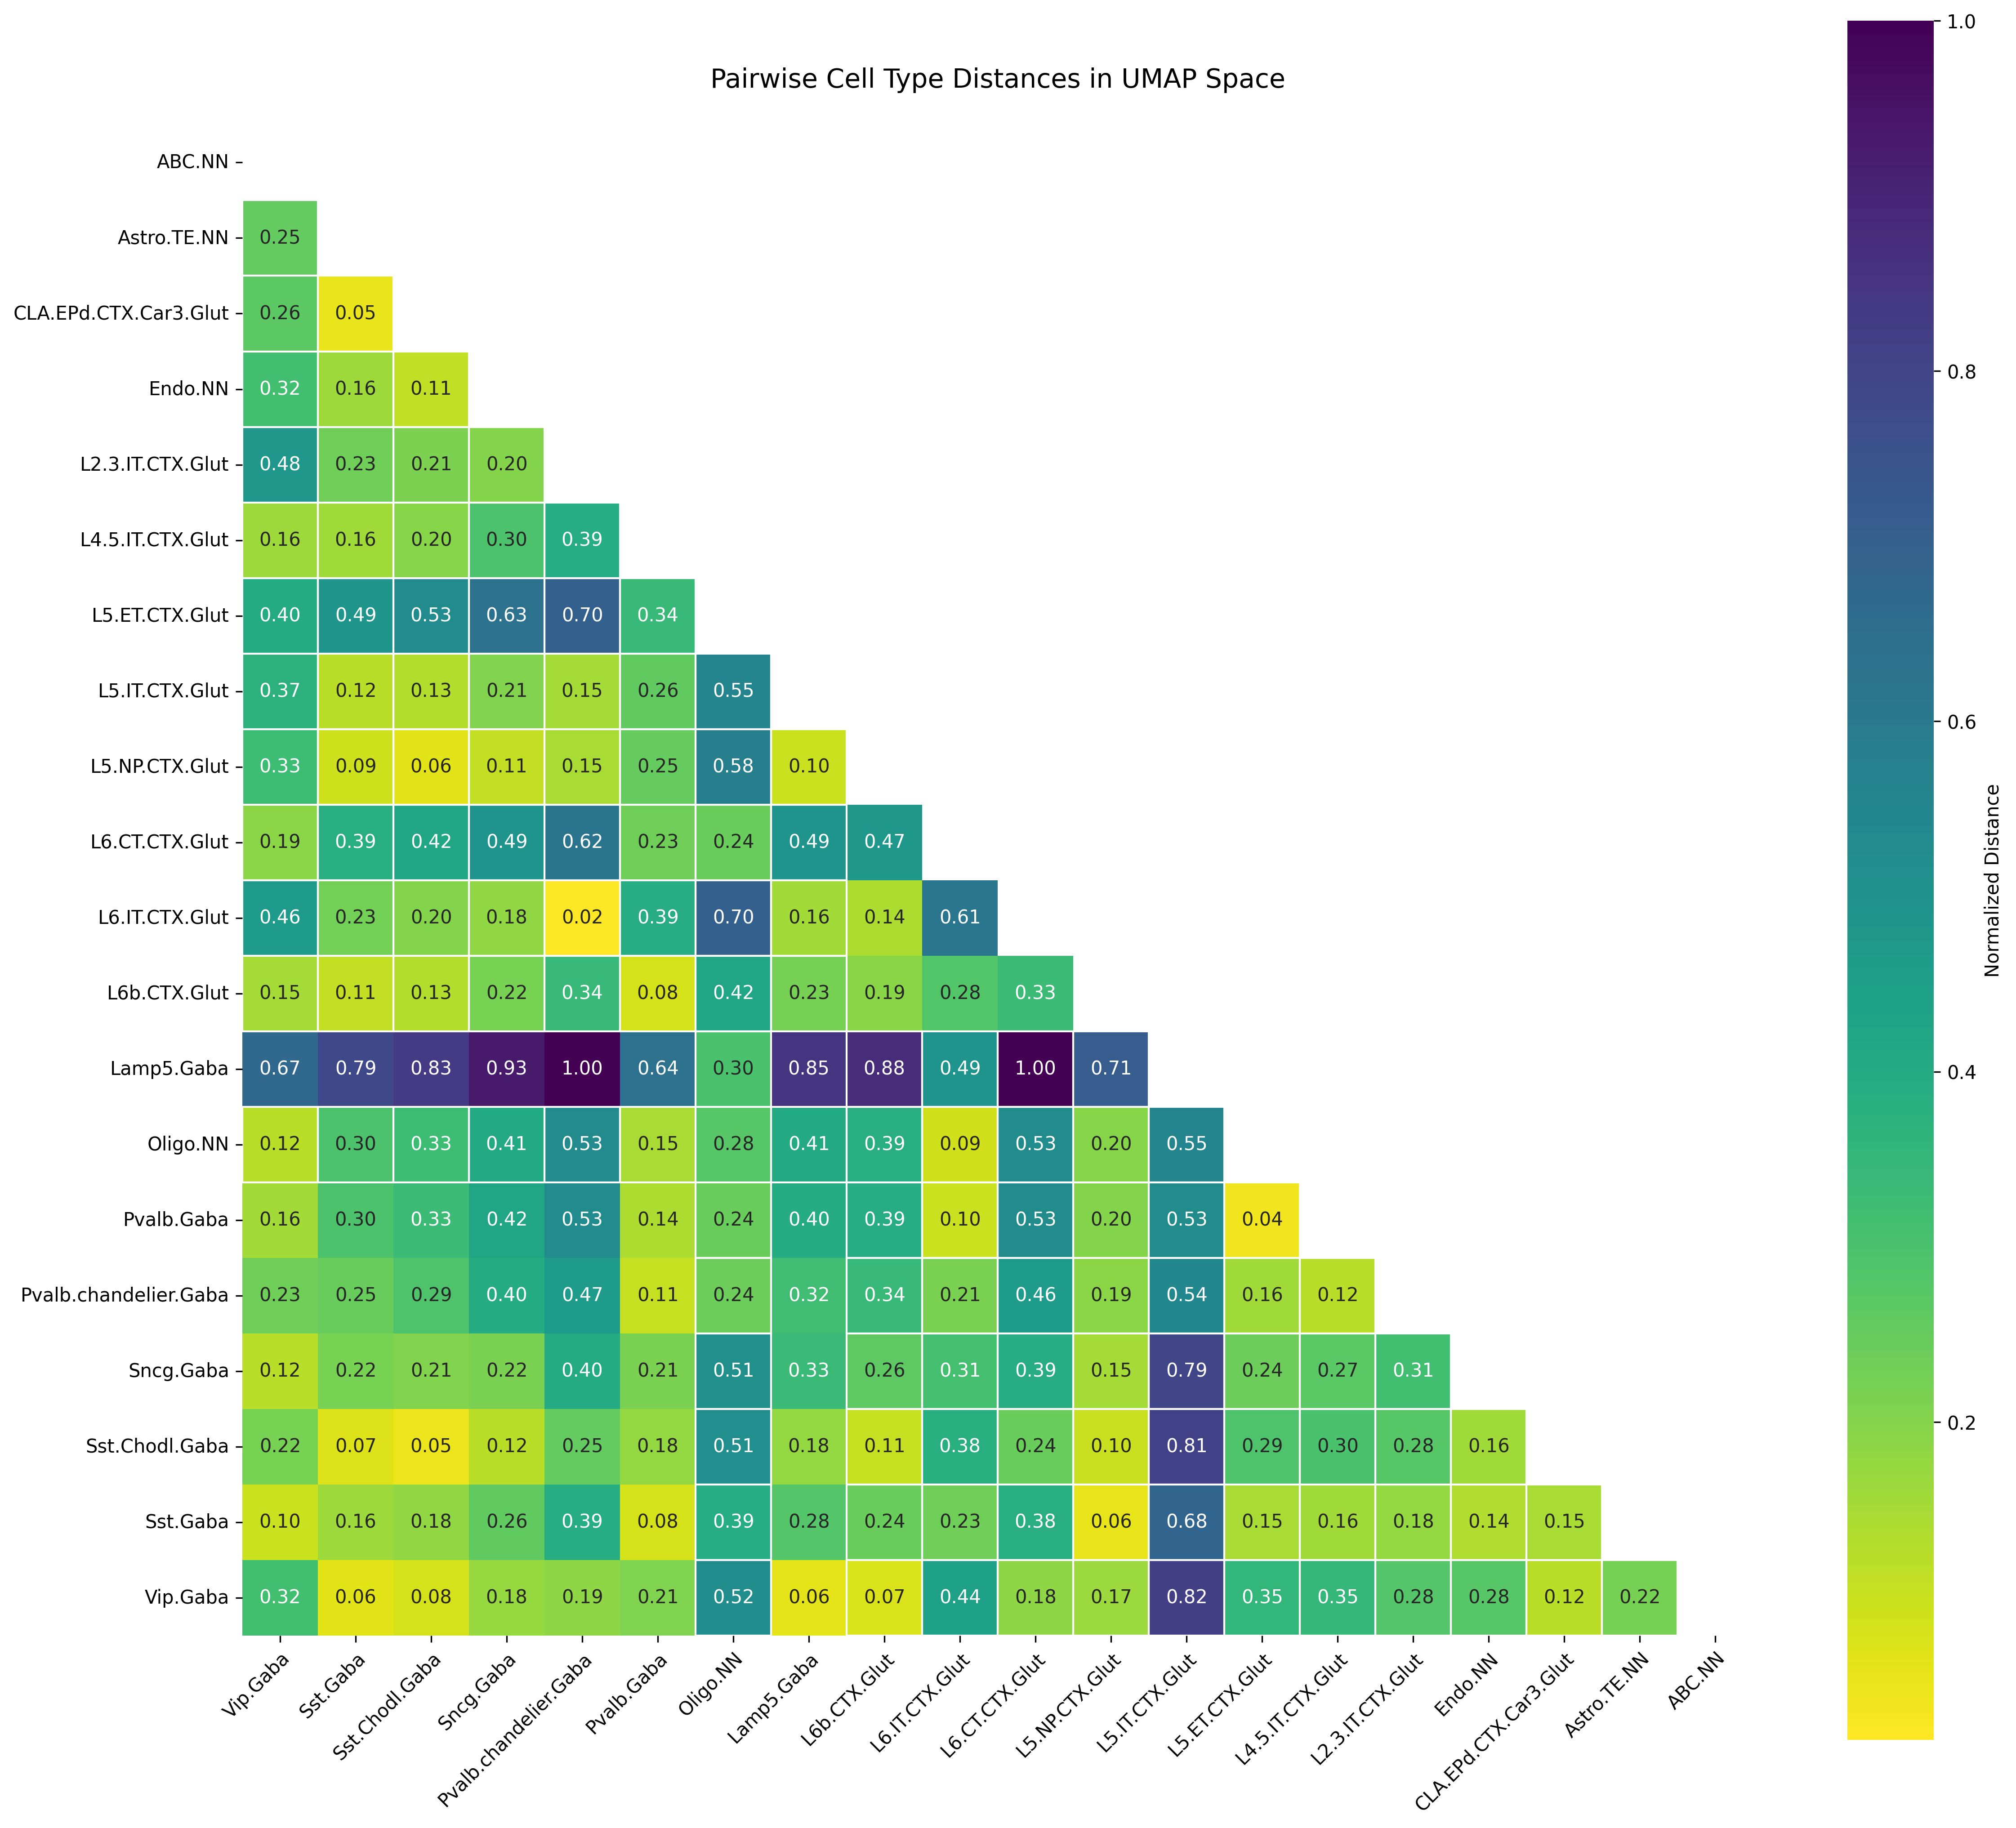 Pairwise Cell Type Distances in UMAP Space
ABC.NN
Astro.TE.NN 0.25
CLA.EPd.CTX.Car3.Glut 0.26 0.05
Endo.NN 0.32 0.16 0.11
L2.3.IT.CTX.Glut 0.48 0.23 0.21 0.20
L4.5.IT.CTX.Glut 0.16 0.16 0.20 0.30 0.39
L5.ET.CTX.Glut 0.40 0.49 0.53 0.63 0.70 0.34
L5.IT.CTX.Glut 0.37 0.12 0.13 0.21 0.15 0.26 0.55
L5.NP.CTX.Glut 0.33 0.09 0.06 0.11 0.15 0.25 0.58 0.10
L6.CT.CTX.Glut 0.19 0.39 0.42 0.49 0.62 0.23 0.24 0.49 0.47
L6.IT.CTX.Glut 0.46 0.23 0.20 0.18 0.02 0.39 0.70 0.16 0.14 0.61
L6b.CTX.Glut 0.15 0.11 0.13 0.22 0.34 0.08 0.42 0.23 0.19 0.28 0.33
Lamp5.Gaba 0.67 0.79 0.83 0.93 1.00 0.64 0.30 0.85 0.88 0.49 1.00 0.71
Oligo.NN 0.12 0.30 0.33 0.41 0.53 0.15 0.28 0.41 0.39 0.09 0.53 0.20 0.55
Pvalb.Gaba 0.16 0.30 0.33 0.42 0.53 0.14 0.24 0.40 0.39 0.10 0.53 0.20 0.53 0.04
Pvalb.chandelier.Gaba 0.23 0.25 0.29 0.40 0.47 0.11 0.24 0.32 0.34 0.21 0.46 0.19 0.54 0.16 0.12
Sncg.Gaba 0.12 0.22 0.21 0.22 0.40 0.21 0.51 0.33 0.26 0.31 0.39 0.15 0.79 0.24 0.27 0.31
Sst.Chodl.Gaba 0.22 0.07 0.05 0.12 0.25 0.18 0.51 0.18 0.11 0.38 0.24 0.10 0.81 0.29 0.30 0.28 0.16
Sst.Gaba 0.10 0.16 0.18 0.26 0.39 0.08 0.39 0.28 0.24 0.23 0.38 0.06 0.68 0.15 0.16 0.18 0.14 0.15
Vip.Gaba 0.32 0.06 0.08 0.18 0.19 0.21 0.52 0.06 0.07 0.44 0.18 0.17 0.82 0.35 0.35 0.28 0.28 0.12 0.22
Vip.Gaba
Sst.Gaba
Sst.Chodl.Gaba
Sncg.Gaba
Pvalb.chandelier.Gaba
Pvalb.Gaba
Oligo.NN
Lamp5.Gaba
L6b.CTX.Glut
L6.IT.CTX.Glut
L6.CT.CTX.Glut
L5.NP.CTX.Glut
L5.IT.CTX.Glut
L5.ET.CTX.Glut
L4.5.IT.CTX.Glut
L2.3.IT.CTX.Glut
Endo.NN
CLA.EPd.CTX.Car3.Glut
Astro.TE.NN
ABC.NN
1.0
0.8
0.6
0.4
0.2
Normalized Distance